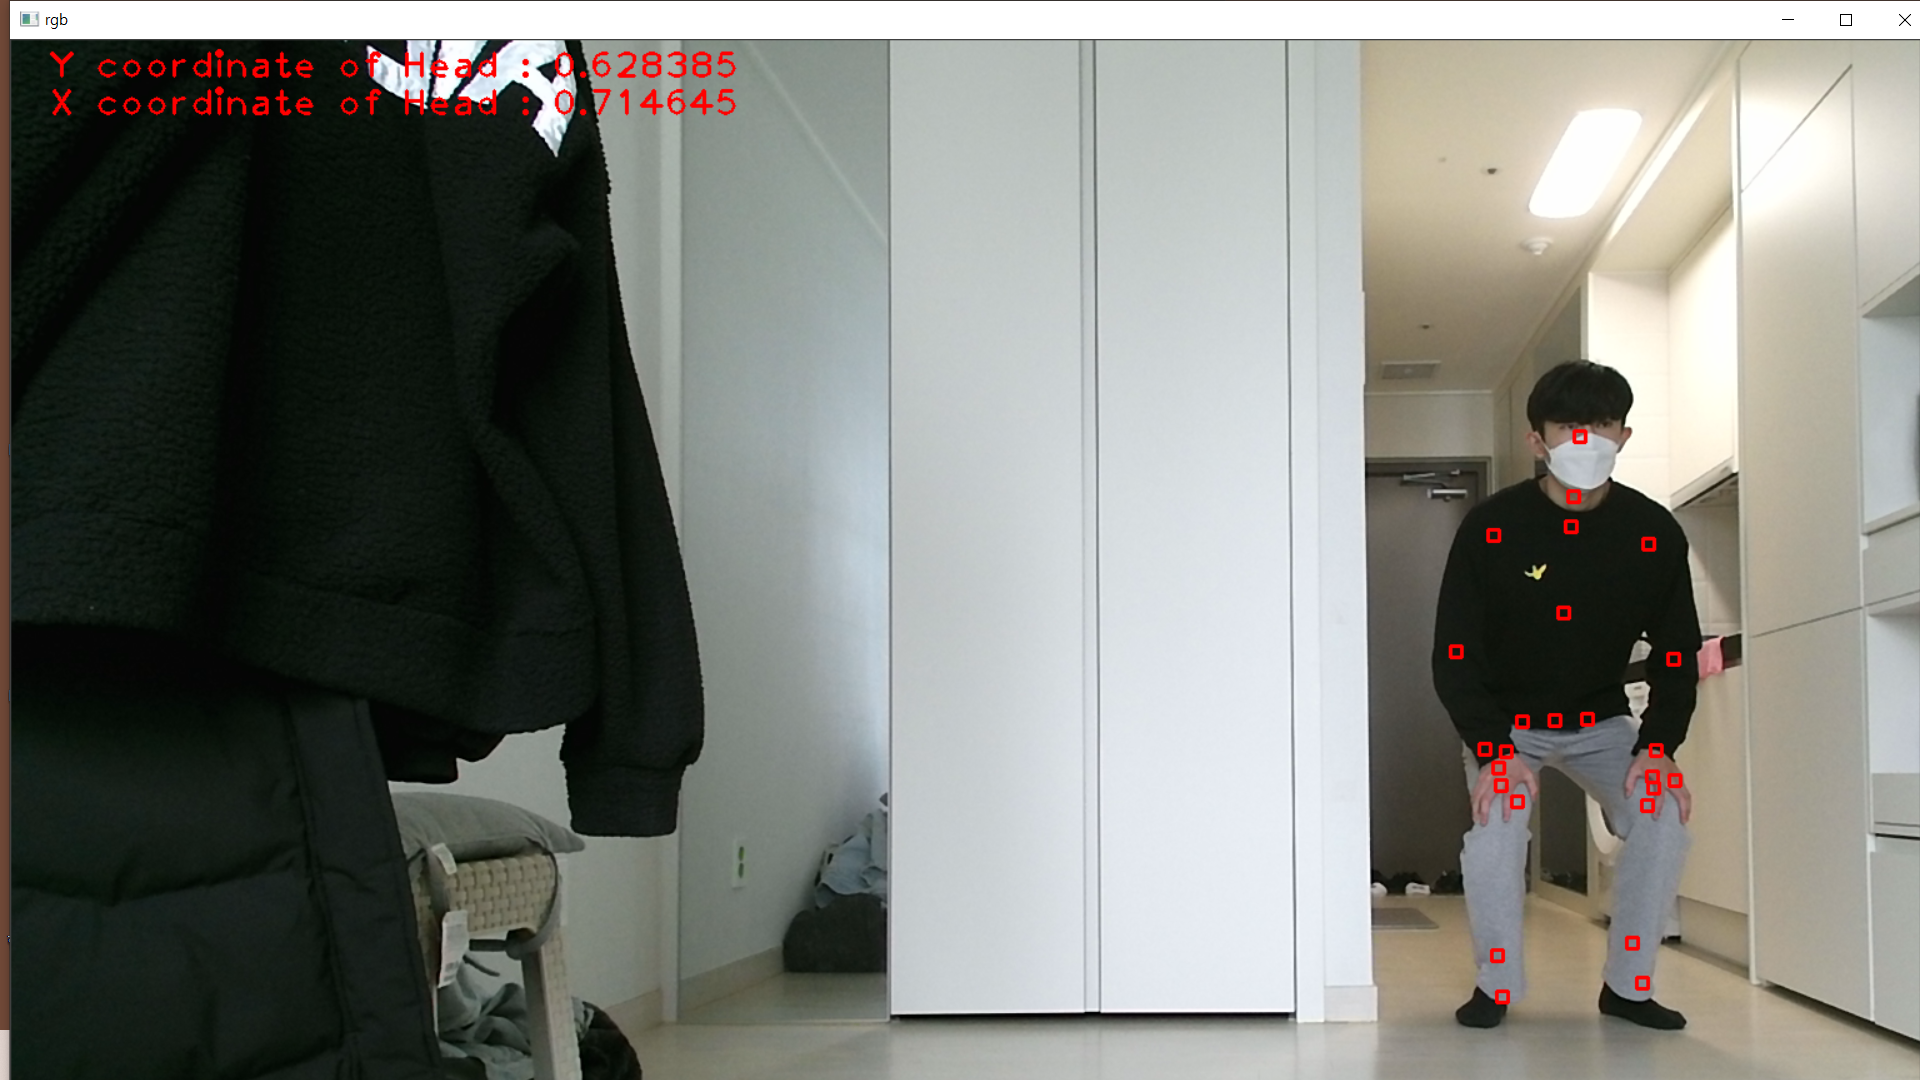 rgb
Y coordinate of Head : 0.628385
X coordinate of Head : 0.714645